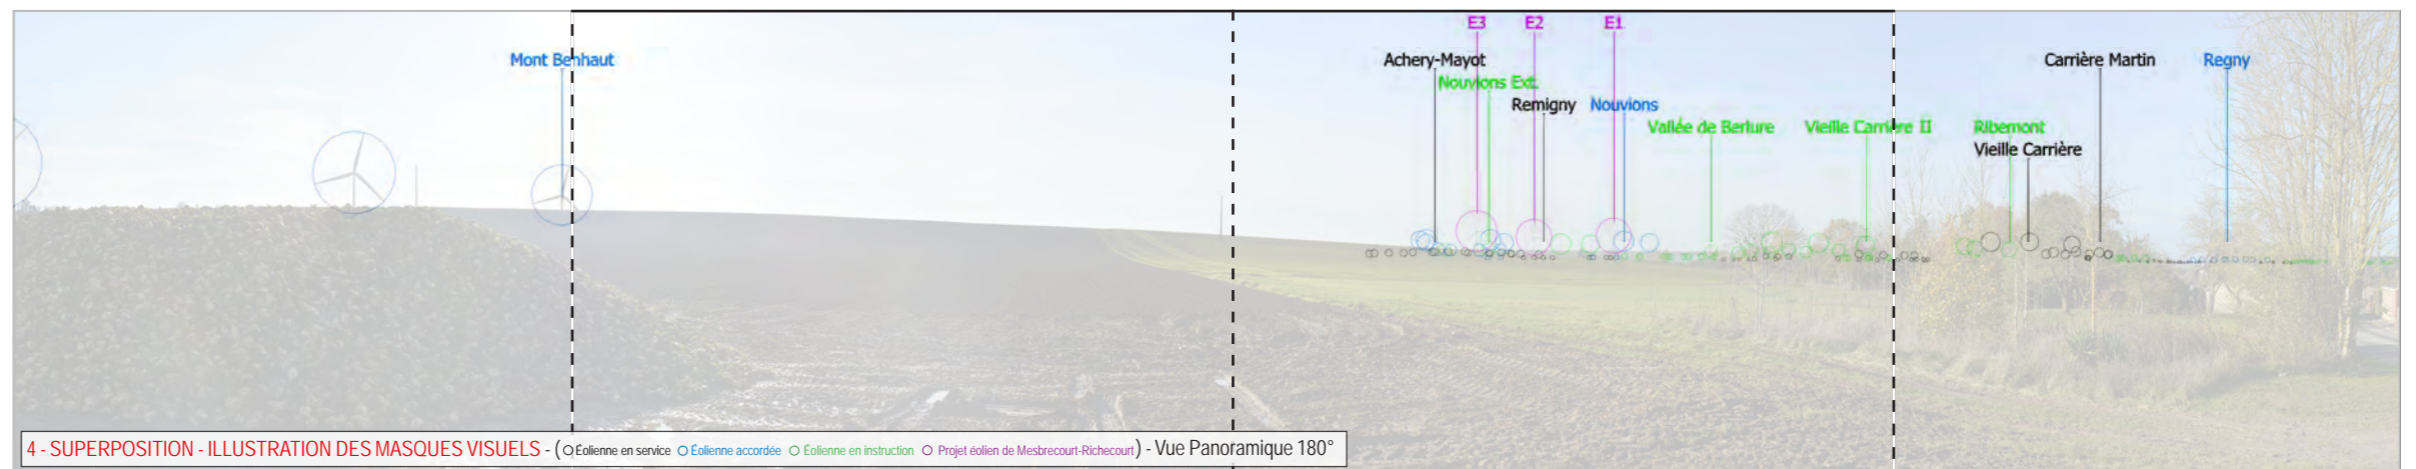 E3 E2 E1
Mont Benhaut Achery-Mayot Carrière Martin Regny
Nouvions Ext.
Remigny Nouvions
Vallée de Berlure Vieille Carrière II Ribemont
Vieille Carrière
4 - SUPERPOSITION - ILLUSTRATION DES MASQUES VISUELS - ( Éolienne en service Éolienne accordée Éolienne en instruction Projet éolien de Mesbrecourt-Richecourt) - Vue Panoramique 180°